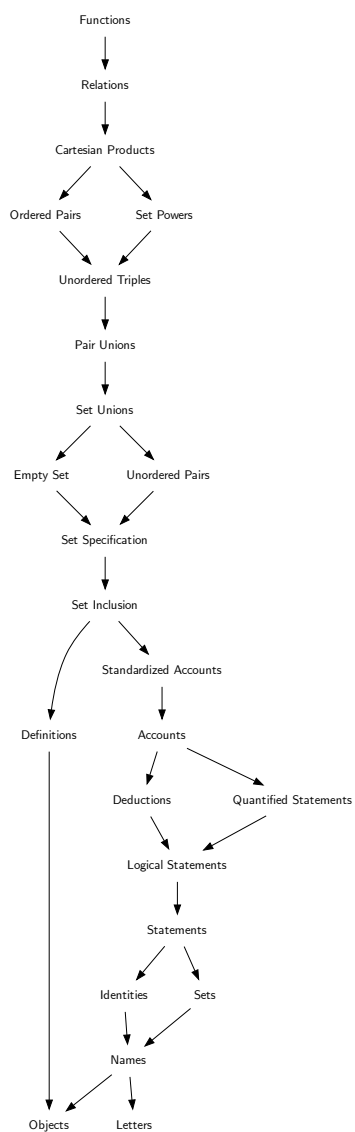 Functions
Relations
Cartesian Products
Ordered Pairs
Set Powers
Unordered Triples
Pair Unions
Set Unions
Empty Set
Unordered Pairs
Set Specification
Set Inclusion
Standardized Accounts
Definitions
Accounts
Deductions
Quantified Statements
Logical Statements
Statements
Identities
Sets
Names
Objects
Letters